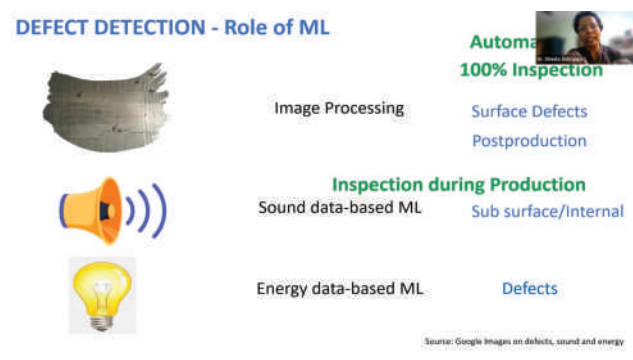 DEFECT DETECTION - Role of ML
100% Inspection
Image Processing
Surface Defects
Postproduction
Inspection during Production
Sound data-based ML
Sub surface/Internal
Energy data-based ML
Defects
Source: Google Images on defects, sound and energy